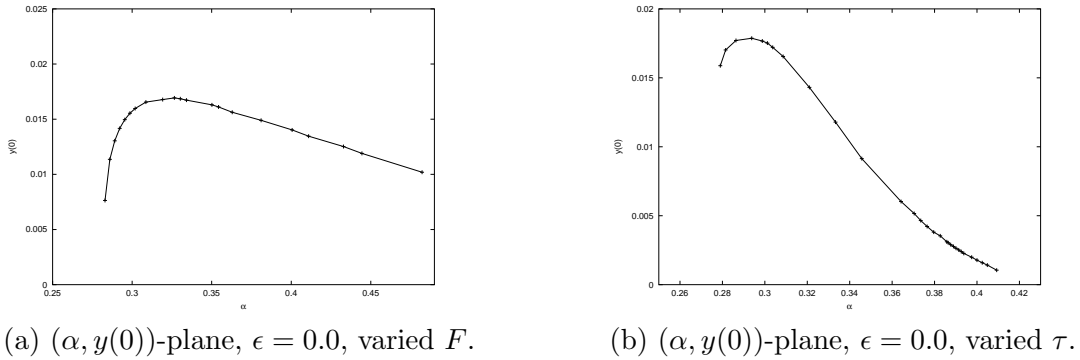 0.025
0.02
0.015
0.01
0.005
0
y(0)
0.25 0.3 0.35 0.4 0.45
α
(a) (α, y(0))-plane, ϵ = 0.0, varied F.
0.02
0.015
0.01
0.005
0
y(0)
0.26 0.28 0.3 0.32 0.34 0.36 0.38 0.4 0.42
α
(b) (α, y(0))-plane, ϵ = 0.0, varied τ.